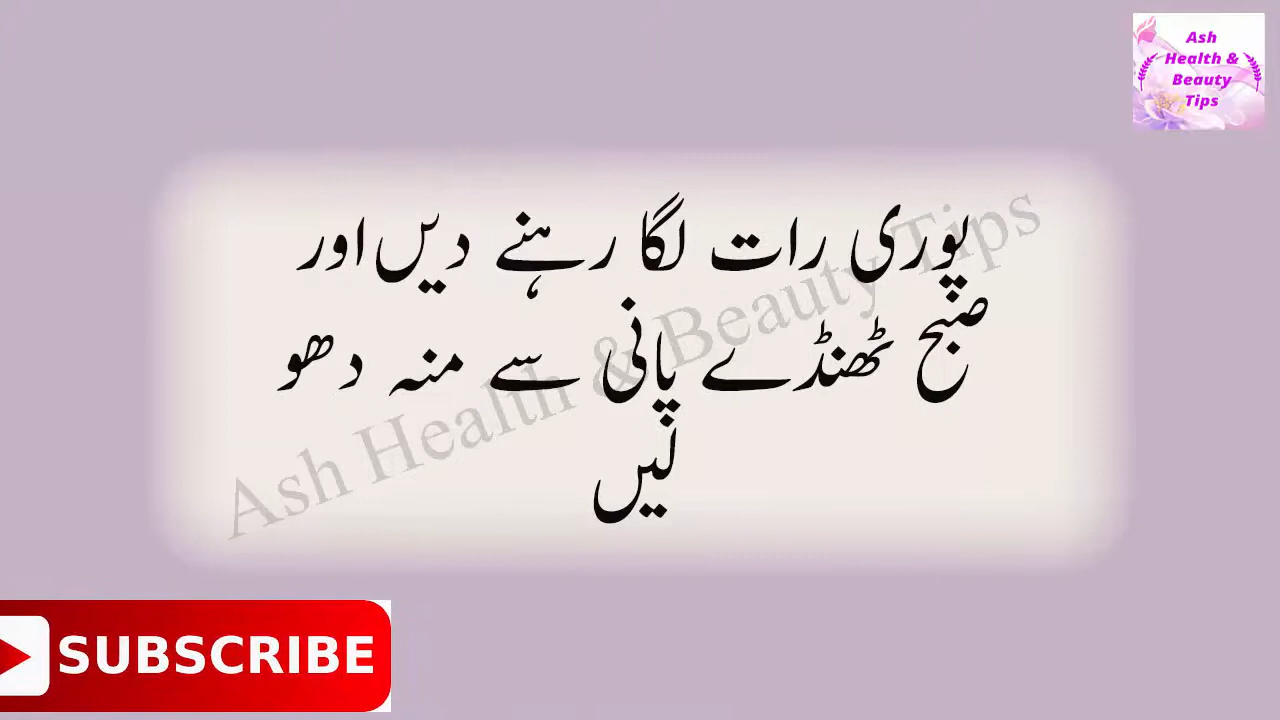 Ash
Health &
Beauty
Tips
پوری رات لگا رہنے دیں اور
صبح ٹھنڈے پانی سے منہ دھو
لیں
Ash Health & Beauty Tips
SUBSCRIBE